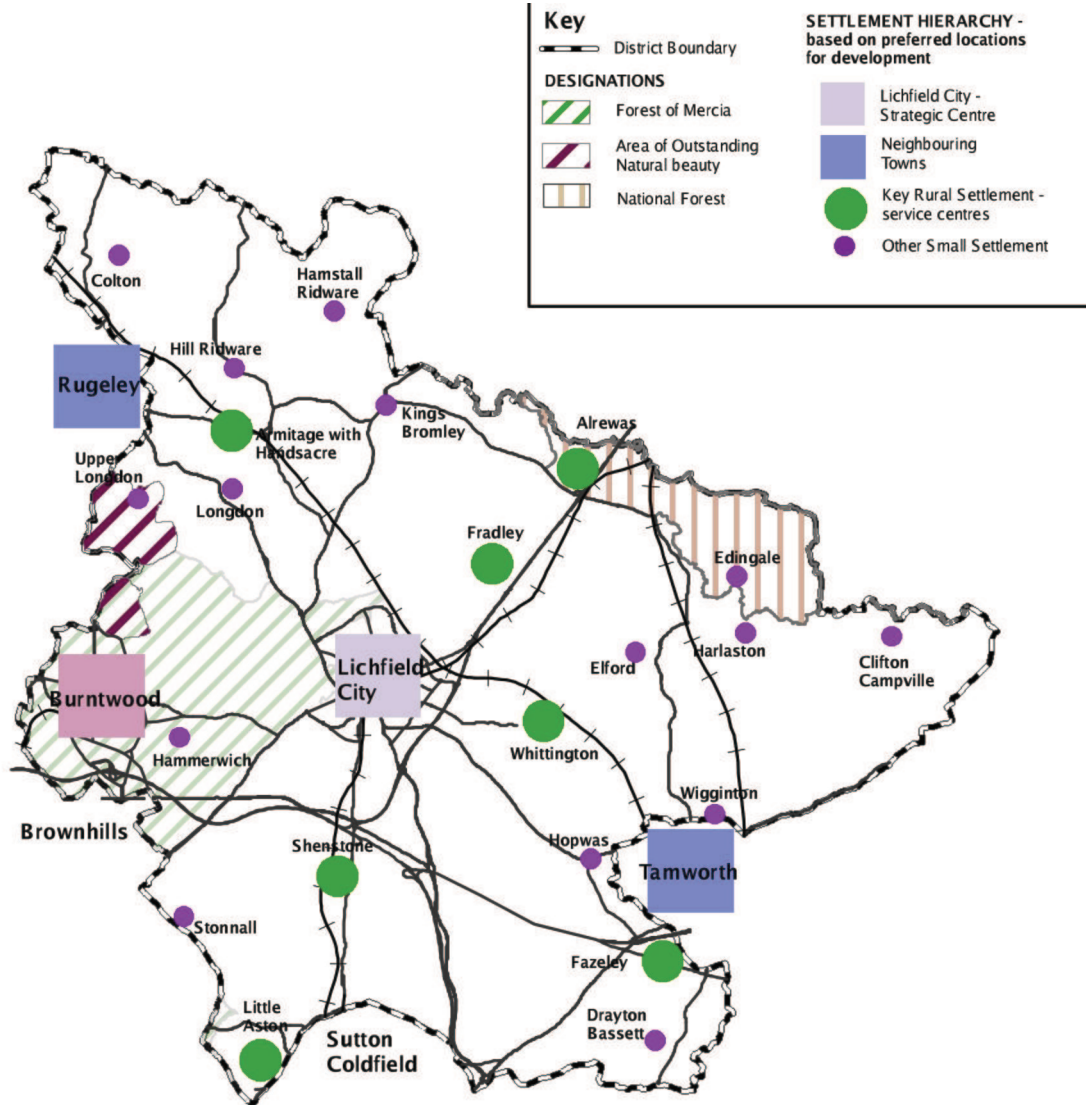 Key
District Boundary
DESIGNATIONS
Forest of Mercia
Area of Outstanding
Natural beauty
National Forest
SETTLEMENT HIERARCHY -
based on preferred locations
for development
Lichfield City -
Strategic Centre
Neighbouring
Towns
Key Rural Settlement -
service centres
Other Small Settlement
Colton
Hamstall
Ridware
Hill Ridware
Rugeley
Kings
Bromley
Armitage with
Handsacre
Alrewas
Upper
Longdon
Longdon
Fradley
Edingale
Harlaston
Clifton
Campville
Elford
Lichfield
City
Burntwood
Hammerwich
Whittington
Wigginton
Brownhills
Shenstone
Hopwas
Tamworth
Stonnall
Fazeley
Little
Aston
Sutton
Coldfield
Drayton
Bassett